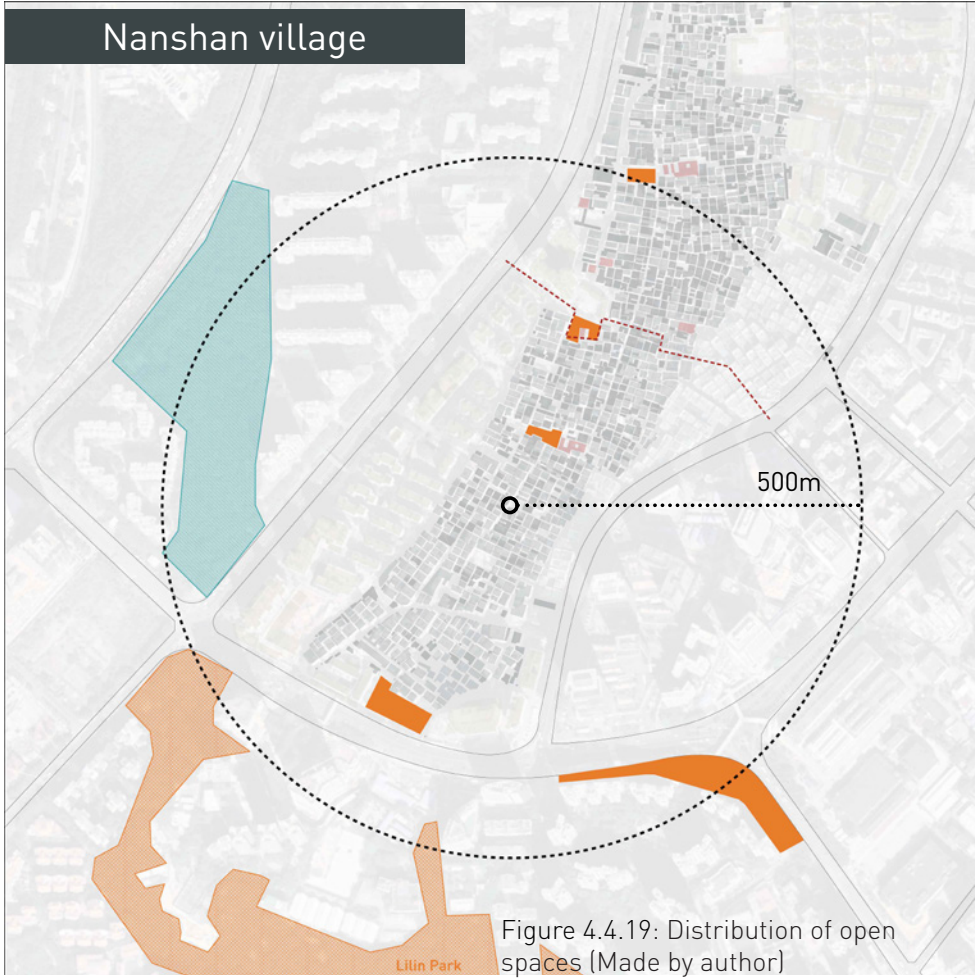 Nanshan village
500m
Figure 4.4.19: Distribution of open
spaces (Made by author)
Lilin Park